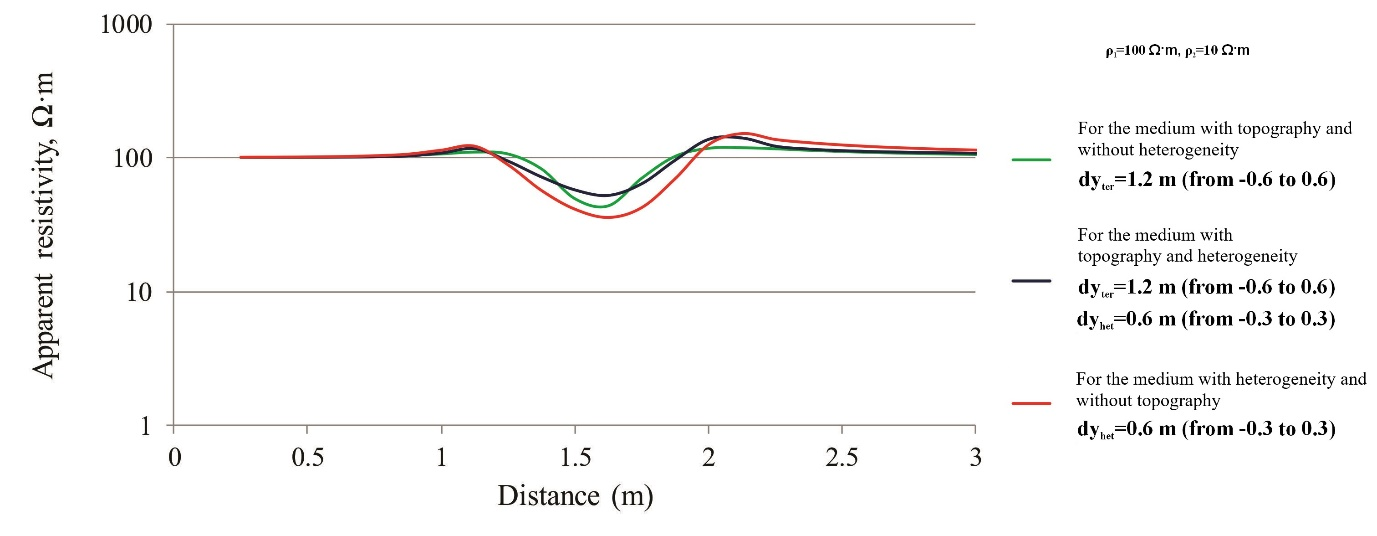 1000
100
10
1
Apparent resistivity, Ω·m
0 0.5 1 1.5 2 2.5 3
Distance (m)
ρ₁=100 Ω·m, ρ₂=10 Ω·m
For the medium with topography and
without heterogeneity
dyter=1.2 m (from -0.6 to 0.6)
For the medium with
topography and heterogeneity
dyter=1.2 m (from -0.6 to 0.6)
dyhet=0.6 m (from -0.3 to 0.3)
For the medium with heterogeneity and
without topography
dyhet=0.6 m (from -0.3 to 0.3)